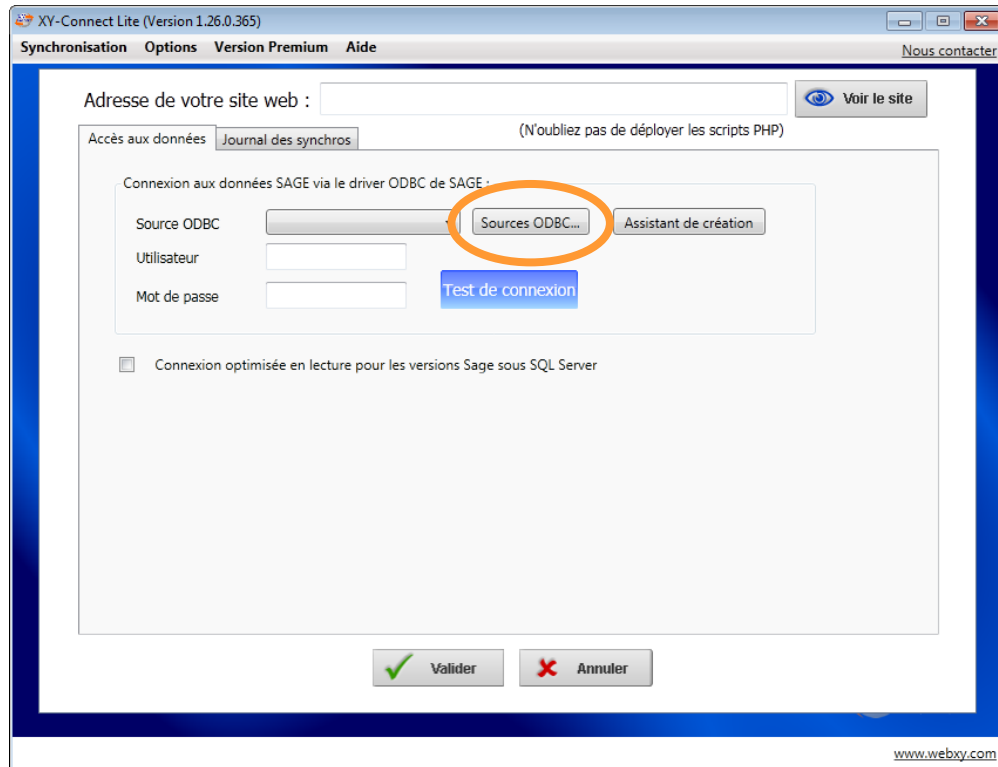 XY-Connect Lite (Version 1.26.0.365)
Synchronisation Options Version Premium Aide
Nous contacter
Adresse de votre site web :
Voir le site
(N'oubliez pas de déployer les scripts PHP)
Accès aux données Journal des synchros
Connexion aux données SAGE via le driver ODBC de SAGE :
Source ODBC Sources ODBC... Assistant de création
Utilisateur
Mot de passe Test de connexion
Connexion optimisée en lecture pour les versions Sage sous SQL Server
Valider Annuler
www.webxy.com